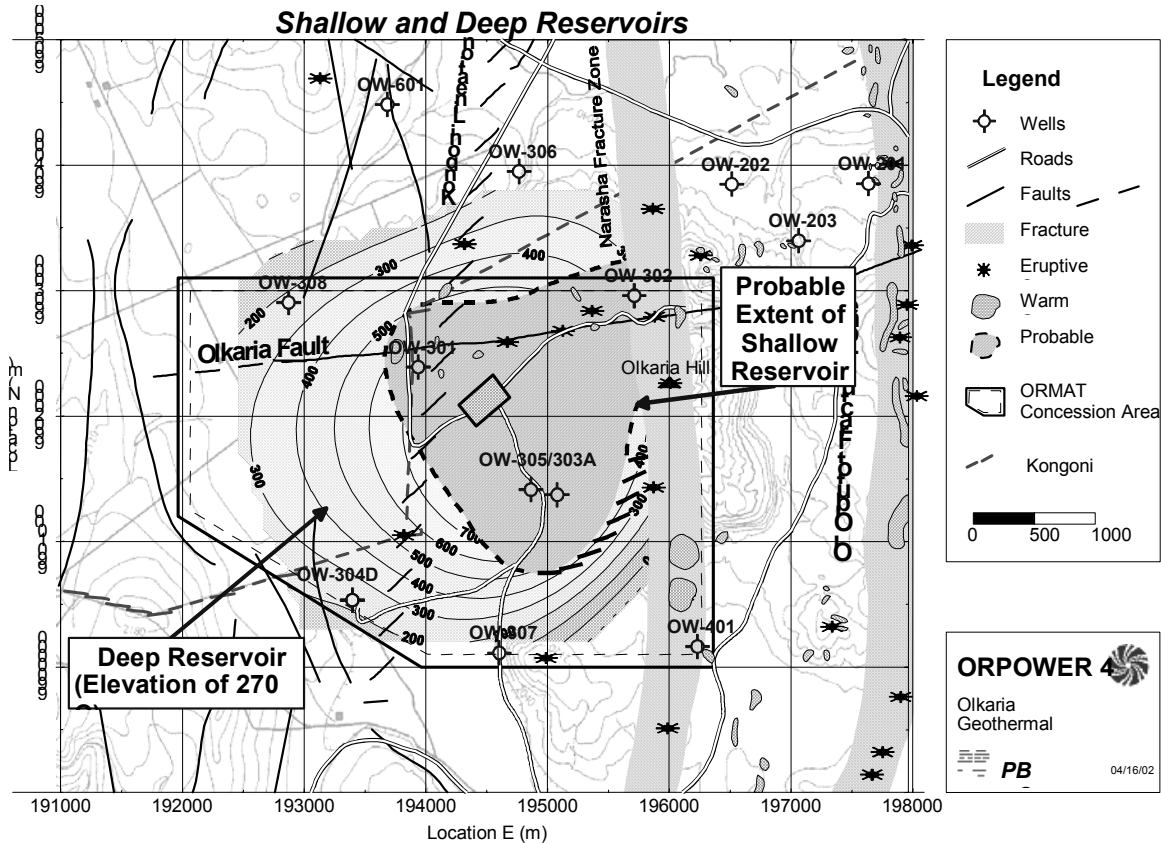 Shallow and Deep Reservoirs
OW-601
OW-306
Narasha Fracture Zone
OW-202
OW-203
300
400
OW-308
OW-302
200
500
Olkaria Fault
OW-301
400
Olkaria Hill
Probable
Extent of
Shallow
Reservoir
OW-305/303A
400
300
300
700
600
500
400
300
200
OW-304D
OW-401
Deep Reservoir
(Elevation of 270
191000
192000
193000
194000
195000
196000
197000
198000
Location E (m)
Legend
Wells
Roads
Faults
Fracture
Eruptive
Warm
Probable
ORMAT
Concession Area
Kongoni
0
500
1000
ORPOWER 4
Olkaria
Geothermal
PB
04/16/02